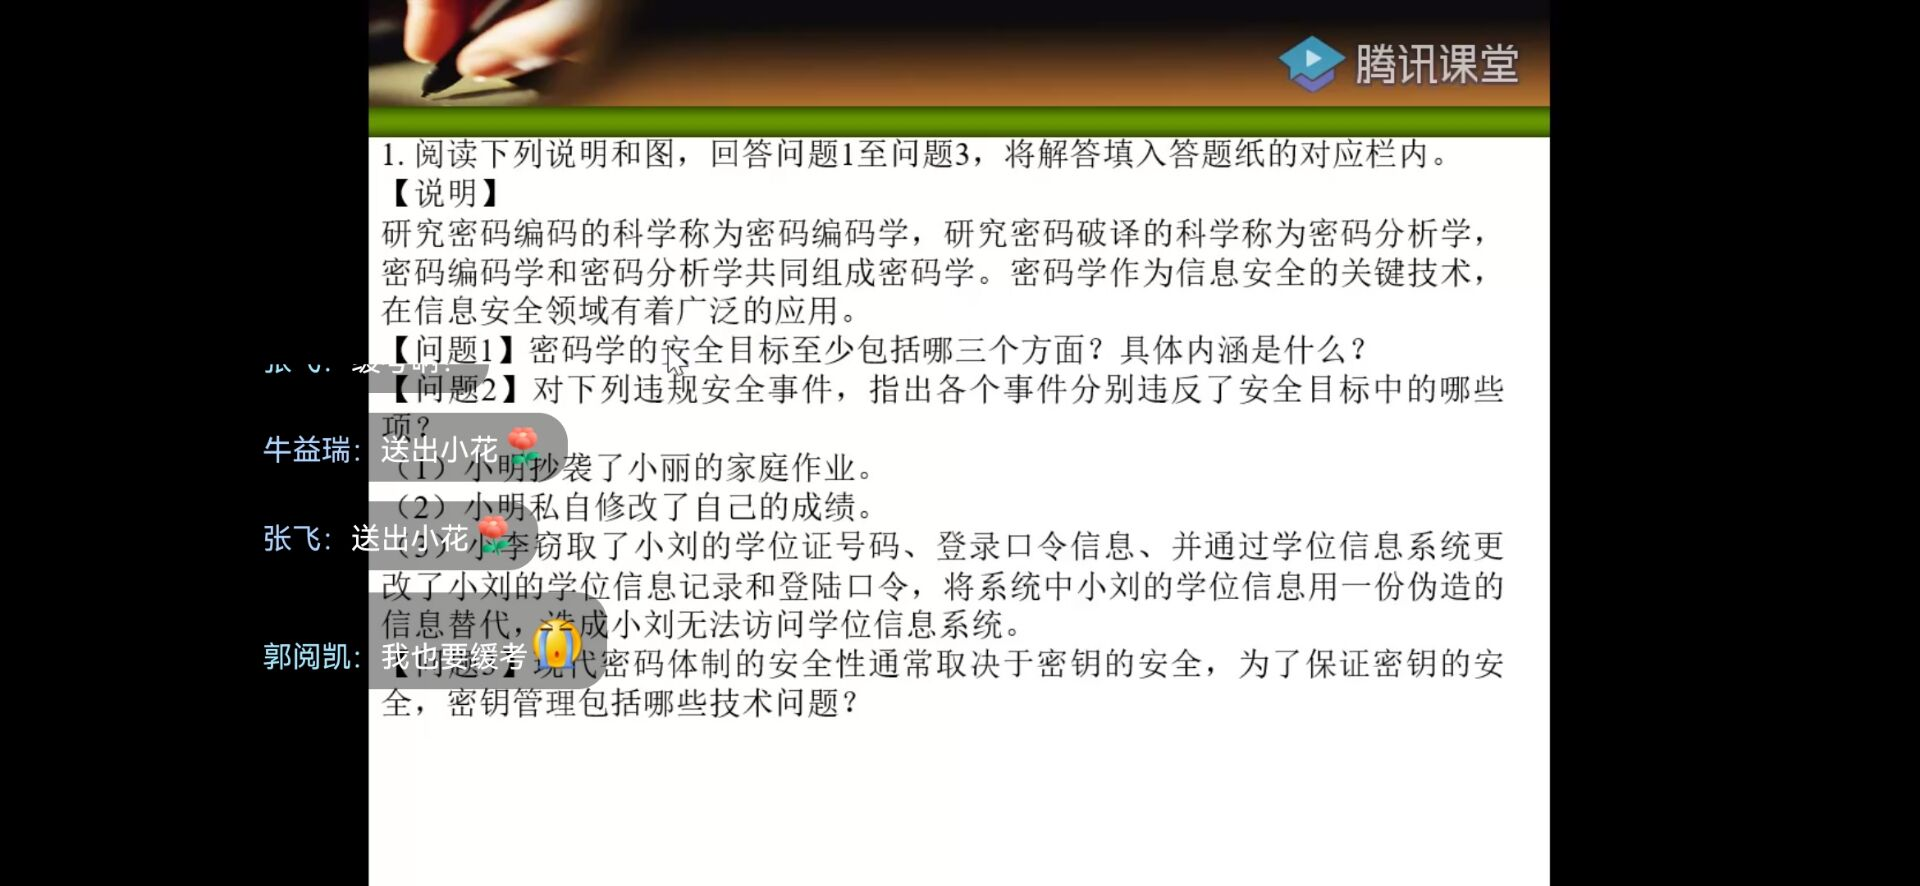 腾讯课堂
1. 阅读下列说明和图，回答问题1至问题3，将解答填入答题纸的对应栏内。
【说明】
研究密码编码的科学称为密码编码学，研究密码破译的科学称为密码分析学，
密码编码学和密码分析学共同组成密码学。密码学作为信息安全的关键技术，
在信息安全领域有着广泛的应用。
【问题1】密码学的安全目标至少包括哪三个方面？具体内涵是什么？
【问题2】对下列违规安全事件，指出各个事件分别违反了安全目标中的哪些
项？
（1）小明抄袭了小丽的家庭作业。
（2）小明私自修改了自己的成绩。
（3）小李窃取了小刘的学位证号码、登录口令信息、并通过学位信息系统更
改了小刘的学位信息记录和登陆口令，将系统中小刘的学位信息用一份伪造的
信息替代，造成小刘无法访问学位信息系统。
【问题3】现代密码体制的安全性通常取决于密钥的安全，为了保证密钥的安
全，密钥管理包括哪些技术问题？
牛益瑞：送出小花
张飞：送出小花
郭阅凯：我也要缓考